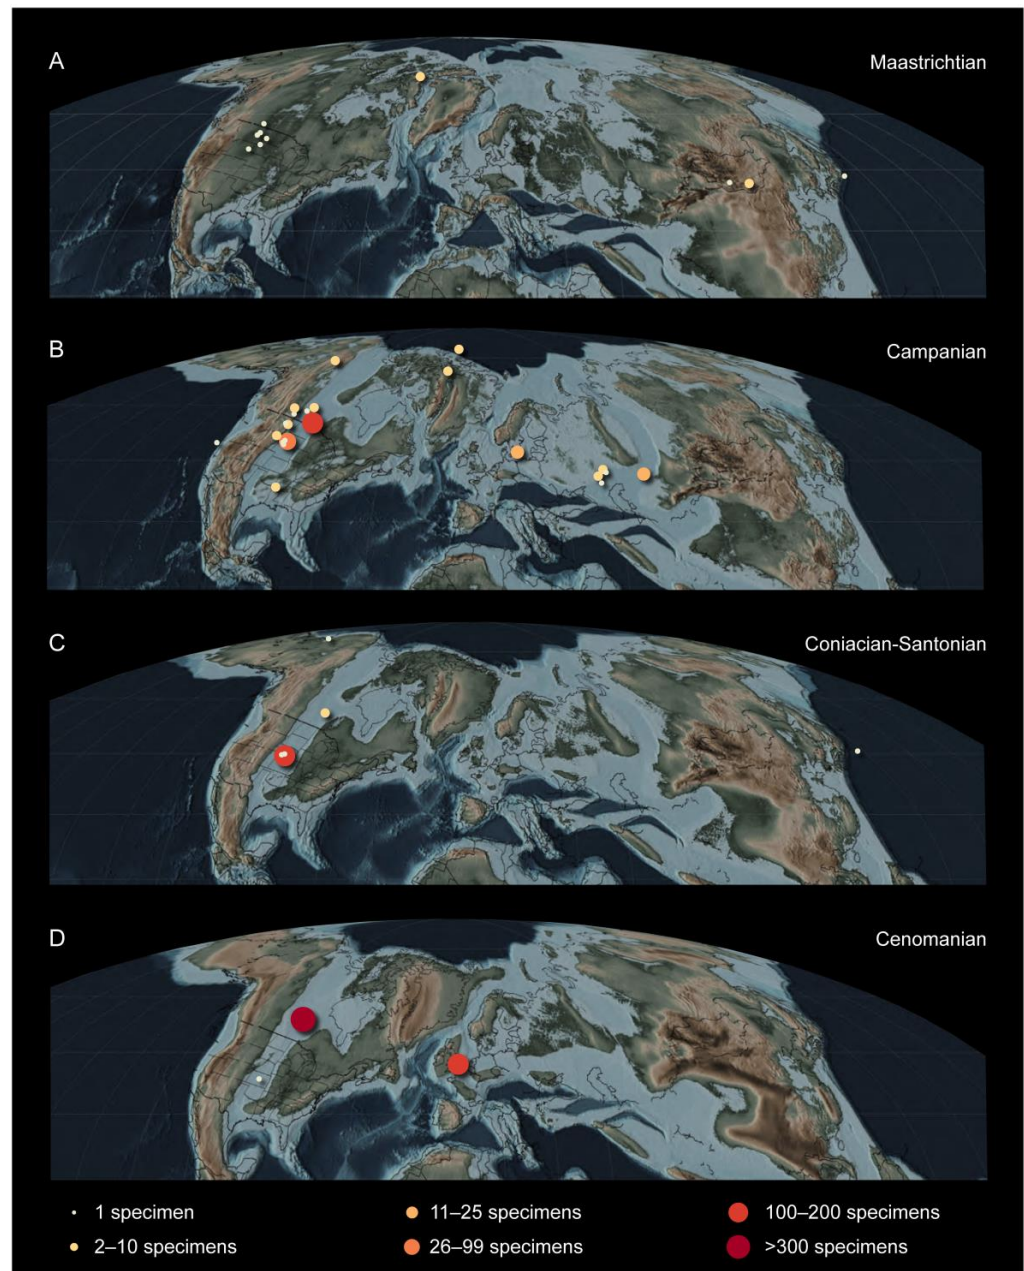 A
Maastrichtian
B
Campanian
C
Coniacian-Santonian
D
Cenomanian
1 specimen
11–25 specimens
100–200 specimens
2–10 specimens
26–99 specimens
>300 specimens